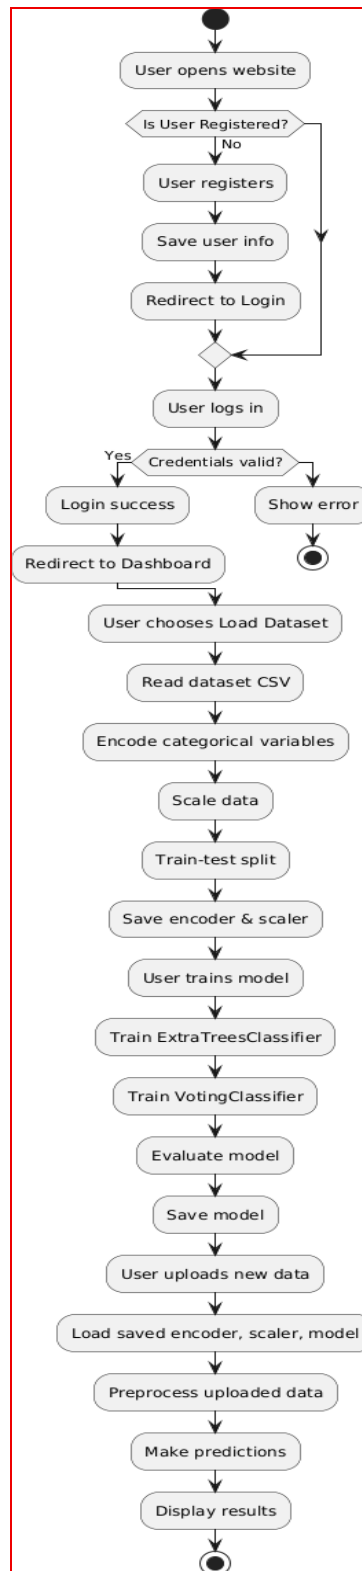 User opens website
Is User Registered?
No
User registers
Save user info
Redirect to Login
User logs in
Yes
Credentials valid?
Login success
Show error
Redirect to Dashboard
User chooses Load Dataset
Read dataset CSV
Encode categorical variables
Scale data
Train-test split
Save encoder & scaler
User trains model
Train ExtraTreesClassifier
Train VotingClassifier
Evaluate model
Save model
User uploads new data
Load saved encoder, scaler, model
Preprocess uploaded data
Make predictions
Display results